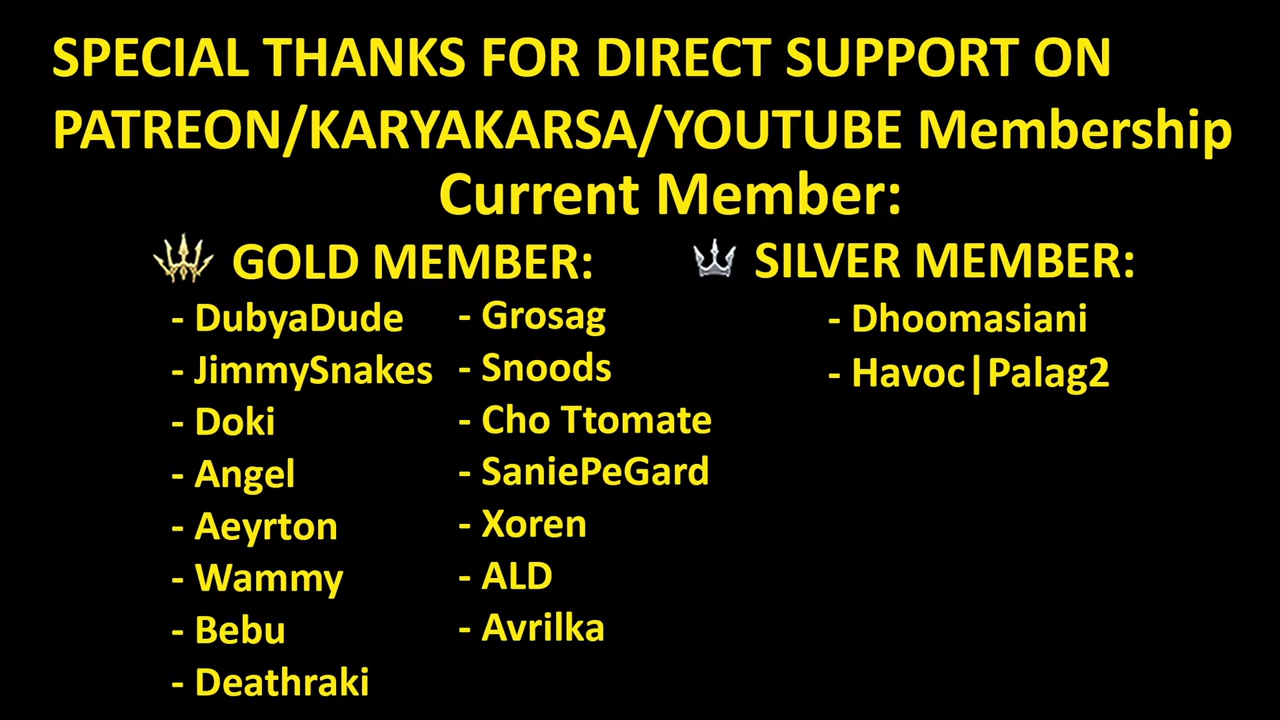 SPECIAL THANKS FOR DIRECT SUPPORT ON
PATREON/KARYAKARSA/YOUTUBE Membership
Current Member:
GOLD MEMBER:
- DubyaDude
- JimmySnakes
- Doki
- Angel
- Aeyrton
- Wammy
- Bebu
- Deathraki
- Grosag
- Snoods
- Cho Ttomate
- SaniePeGard
- Xoren
- ALD
- Avrilka
SILVER MEMBER:
- Dhoomasiani
- Havoc|Palag2